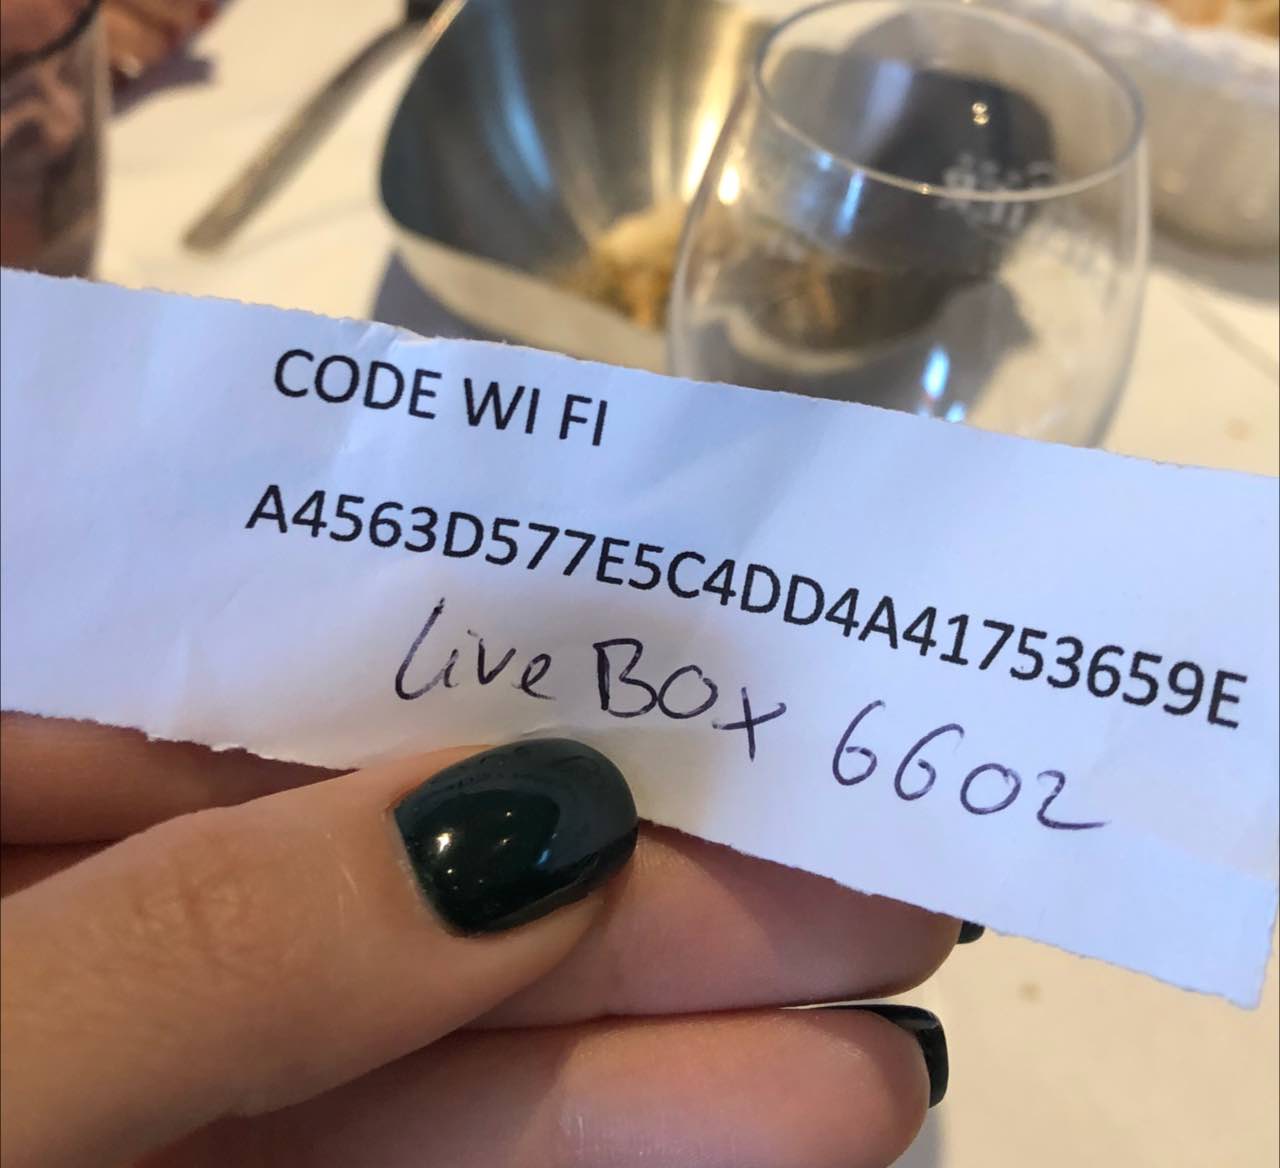 CODE WI FI
A4563D577E5C4DD4A41753659E
Live BOX 6602